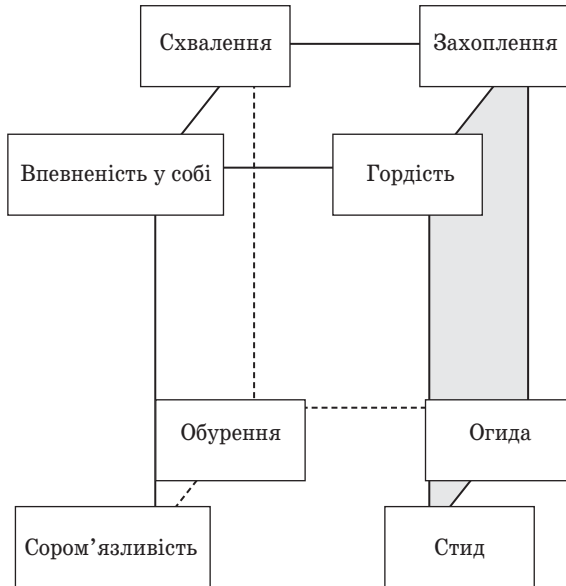 Схвалення
Захоплення
Впевненість у собі
Гордість
Обурення
Огида
Сором’язливість
Стид